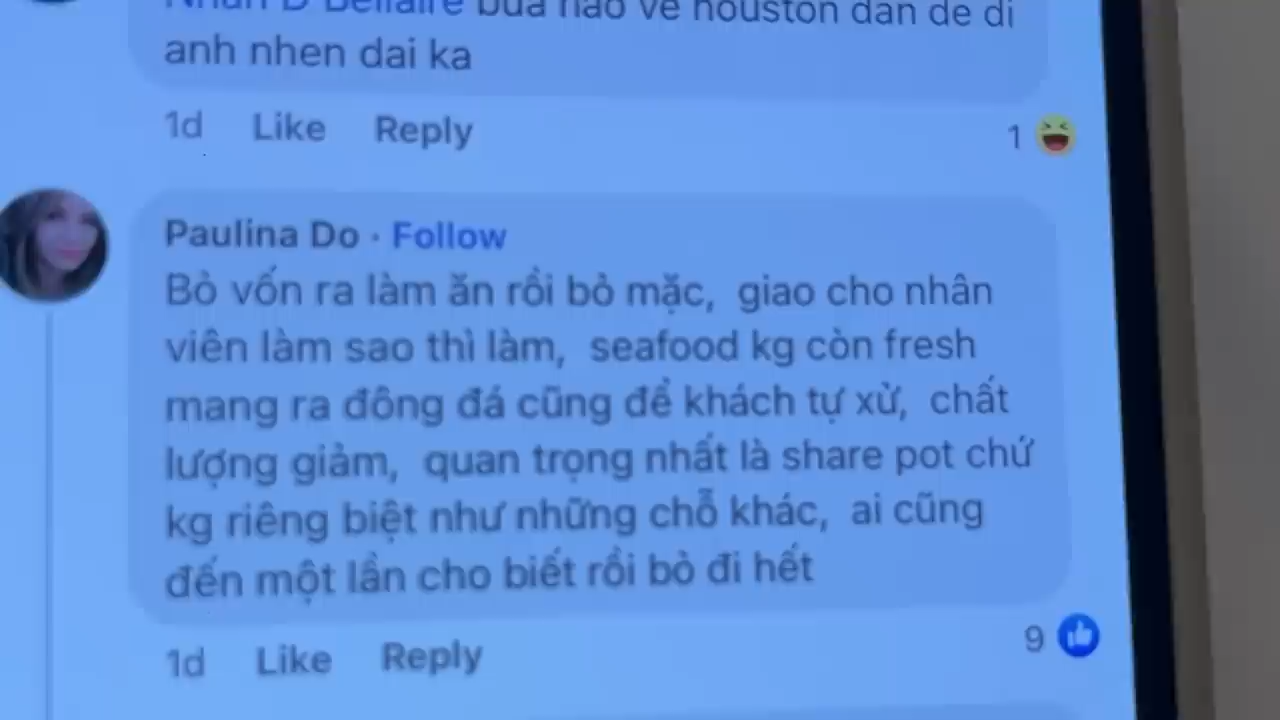 Bellaire bữa nào về houston dẫn đề đi
anh nhen dai ka
1d Like Reply
1
Paulina Do · Follow
Bỏ vốn ra làm ăn rồi bỏ mặc, giao cho nhân
viên làm sao thì làm, seafood kg còn fresh
mang ra đông đá cũng để khách tự xử, chất
lượng giảm, quan trọng nhất là share pot chứ
kg riêng biệt như những chỗ khác, ai cũng
đến một lần cho biết rồi bỏ đi hết
1d Like Reply
9